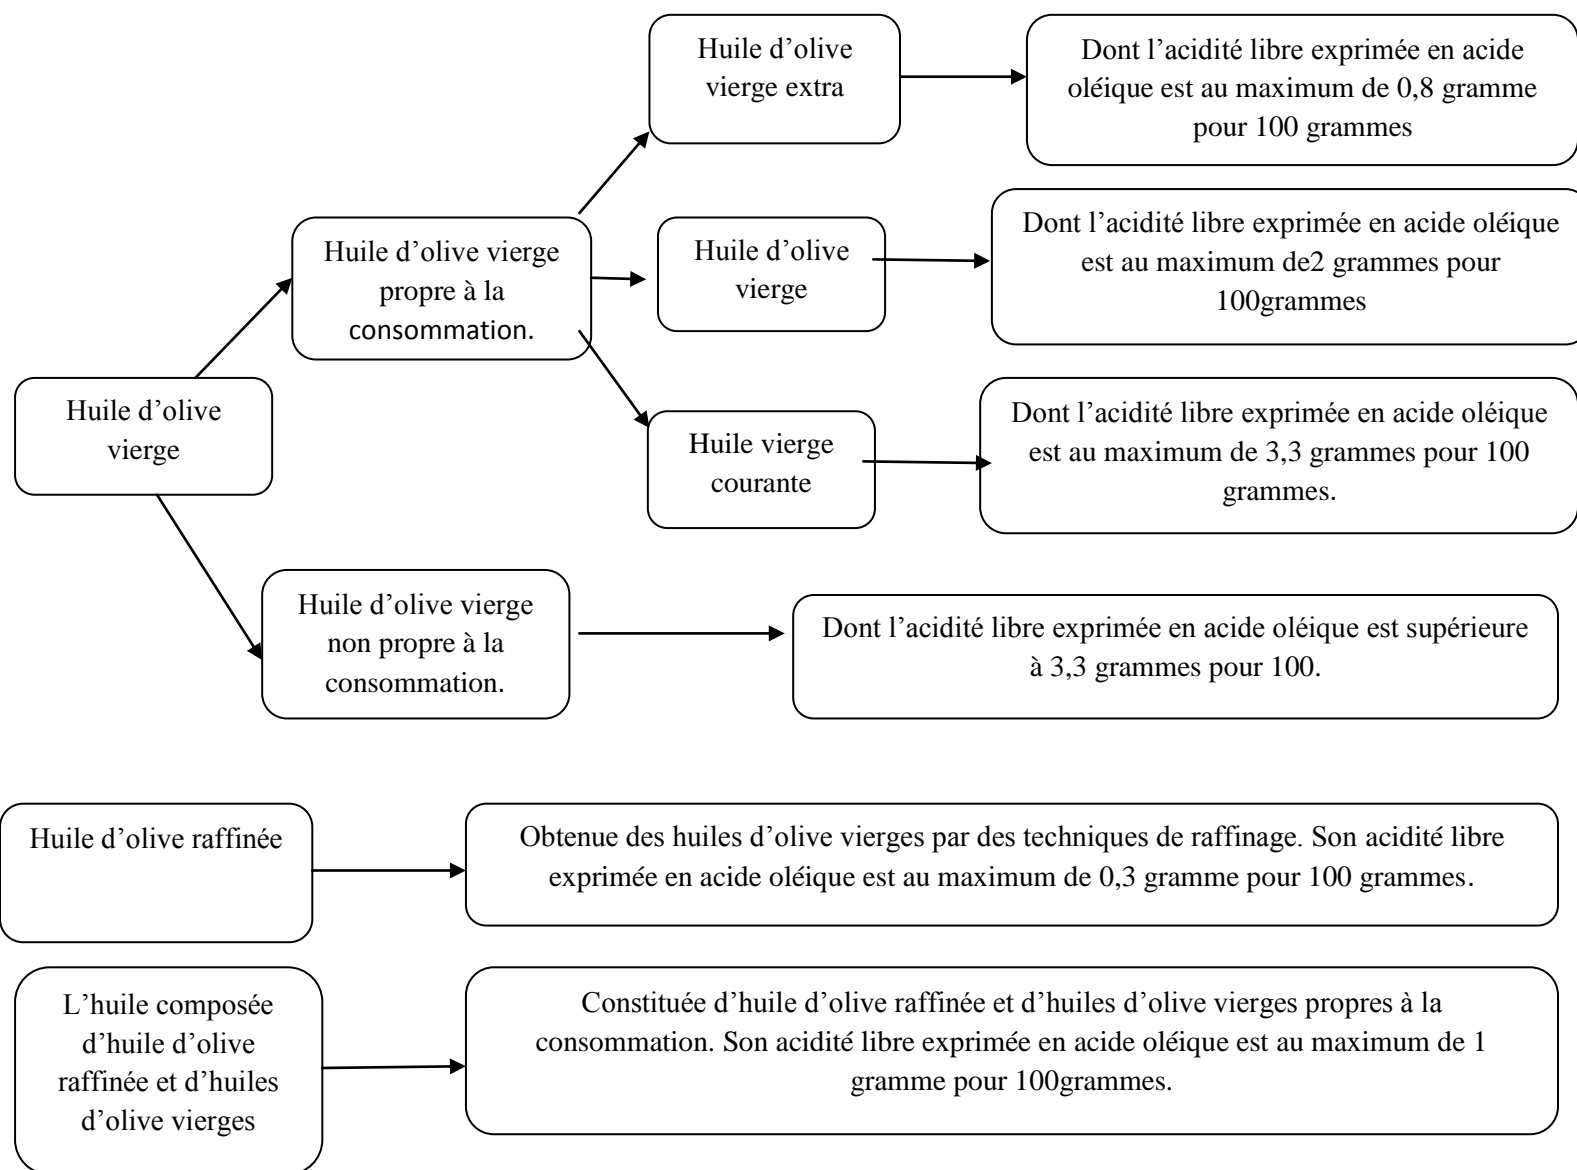 Huile d’olive
vierge extra
Dont l’acidité libre exprimée en acide
oléique est au maximum de 0,8 gramme
pour 100 grammes
Huile d’olive vierge
propre à la
consommation.
Huile d’olive
vierge
Dont l’acidité libre exprimée en acide oléique
est au maximum de2 grammes pour
100grammes
Huile d’olive
vierge
Huile vierge
courante
Dont l’acidité libre exprimée en acide oléique
est au maximum de 3,3 grammes pour 100
grammes.
Huile d’olive vierge
non propre à la
consommation.
Dont l’acidité libre exprimée en acide oléique est supérieure
à 3,3 grammes pour 100.
Huile d’olive raffinée
Obtenue des huiles d’olive vierges par des techniques de raffinage. Son acidité libre
exprimée en acide oléique est au maximum de 0,3 gramme pour 100 grammes.
L’huile composée
d’huile d’olive
raffinée et d’huiles
d’olive vierges
Constituée d’huile d’olive raffinée et d’huiles d’olive vierges propres à la
consommation. Son acidité libre exprimée en acide oléique est au maximum de 1
gramme pour 100grammes.